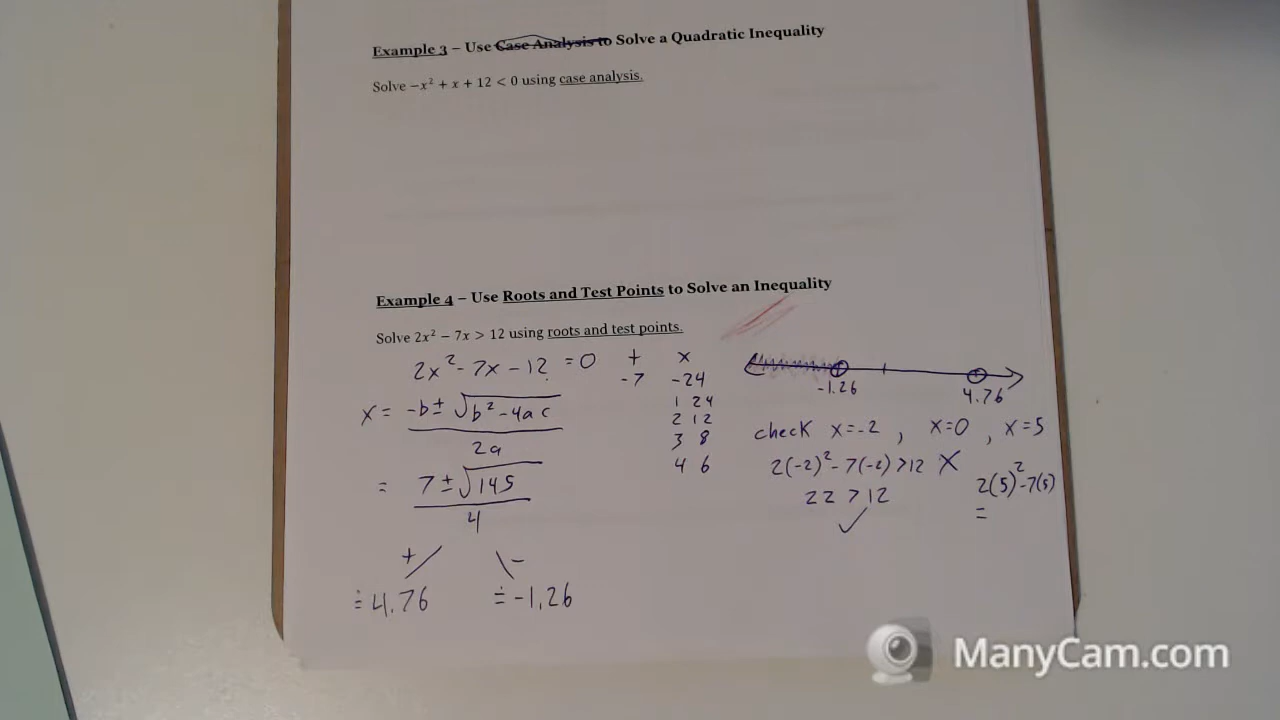 Example 3 – Use Case Analysis to Solve a Quadratic Inequality
Solve −x² + x + 12 < 0 using case analysis.
Example 4 – Use Roots and Test Points to Solve an Inequality
Solve 2x² − 7x > 12 using roots and test points.
2x² - 7x - 12 = 0
x = -b ± √b² - 4ac
2a
= 7 ± √145
4
+ -
≐ 4.76 ≐ -1.26
+ x
-7 -24
1 24
2 12
3 8
4 6
-1.26 4.76
check x=-2 , x=0 , x=5
2(-2)² - 7(-2) > 12 X
22 > 12
✓
2(5)² - 7(5)
=
ManyCam.com